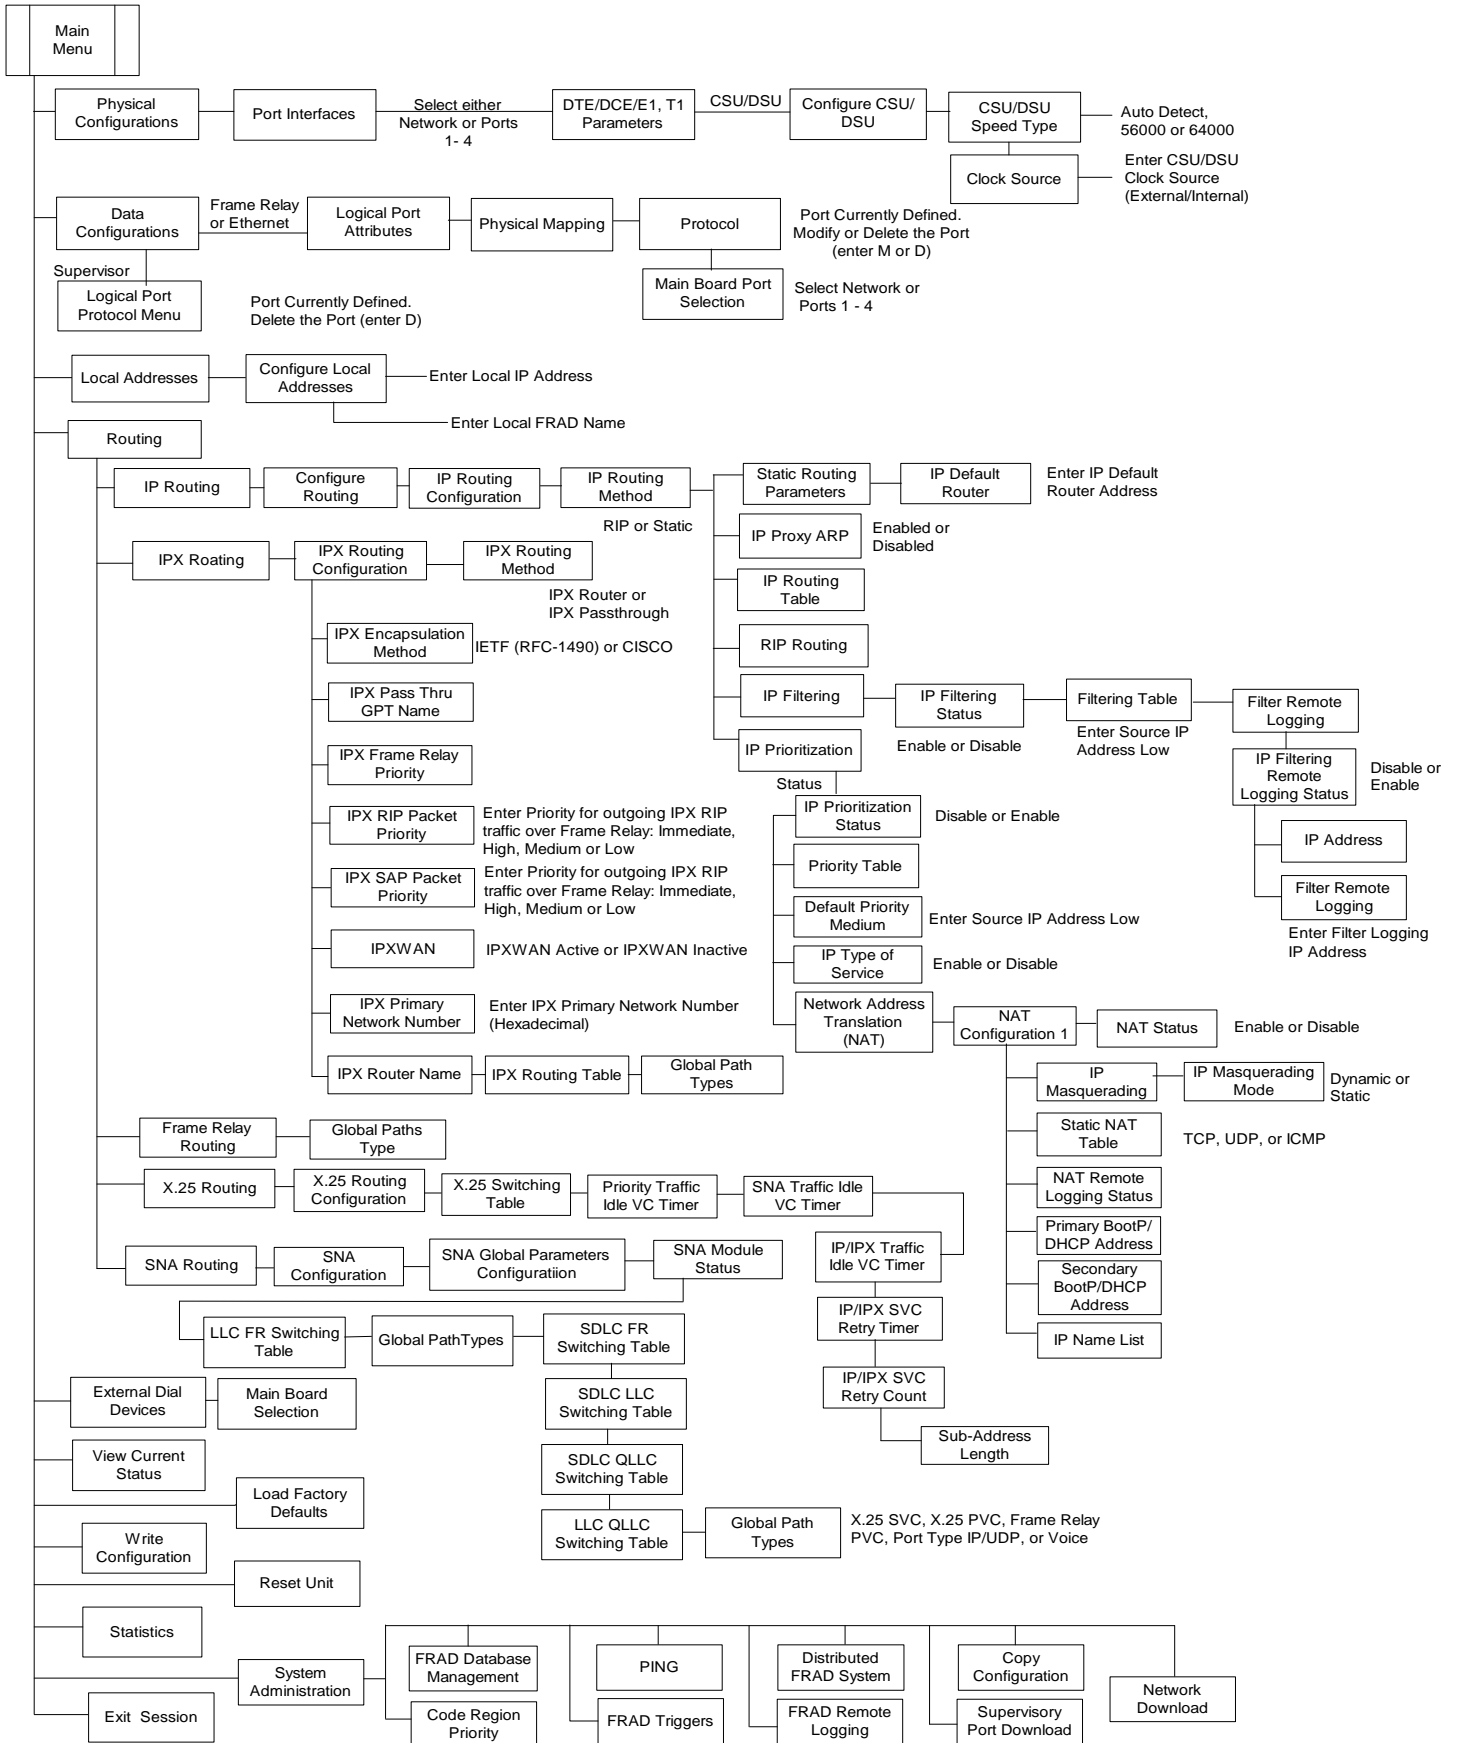 Main
Menu
Physical
Configurations
Port Interfaces
Select either
Network or Ports
1- 4
DTE/DCE/E1, T1
Parameters
CSU/DSU
Configure CSU/
DSU
CSU/DSU
Speed Type
Auto Detect,
56000 or 64000
Clock Source
Enter CSU/DSU
Clock Source
(External/Internal)
Data
Configurations
Frame Relay
or Ethernet
Logical Port
Attributes
Physical Mapping
Protocol
Port Currently Defined.
Modify or Delete the Port
(enter M or D)
Supervisor
Logical Port
Protocol Menu
Port Currently Defined.
Delete the Port (enter D)
Main Board Port
Selection
Select Network or
Ports 1 - 4
Local Addresses
Configure Local
Addresses
Enter Local IP Address
Enter Local FRAD Name
Routing
IP Routing
Configure
Routing
IP Routing
Configuration
IP Routing
Method
RIP or Static
Static Routing
Parameters
IP Default
Router
Enter IP Default
Router Address
IP Proxy ARP
Enabled or
Disabled
IP Routing
Table
RIP Routing
IP Filtering
IP Filtering
Status
Enable or Disable
Filtering Table
Enter Source IP
Address Low
Filter Remote
Logging
IP Filtering
Remote
Logging Status
Disable or
Enable
IP Address
Filter Remote
Logging
Enter Filter Logging
IP Address
IP Prioritization
Status
IP Prioritization
Status
Disable or Enable
Priority Table
Default Priority
Medium
Enter Source IP Address Low
IP Type of
Service
Enable or Disable
Network Address
Translation
(NAT)
NAT
Configuration 1
NAT Status
Enable or Disable
IP
Masquerading
IP Masquerading
Mode
Dynamic or
Static
Static NAT
Table
TCP, UDP, or ICMP
NAT Remote
Logging Status
Primary BootP/
DHCP Address
Secondary
BootP/DHCP
Address
IP Name List
IPX Roating
IPX Routing
Configuration
IPX Routing
Method
IPX Router or
IPX Passthrough
IPX Encapsulation
Method
IETF (RFC-1490) or CISCO
IPX Pass Thru
GPT Name
IPX Frame Relay
Priority
IPX RIP Packet
Priority
Enter Priority for outgoing IPX RIP
traffic over Frame Relay: Immediate,
High, Medium or Low
IPX SAP Packet
Priority
Enter Priority for outgoing IPX RIP
traffic over Frame Relay: Immediate,
High, Medium or Low
IPXWAN
IPXWAN Active or IPXWAN Inactive
IPX Primary
Network Number
Enter IPX Primary Network Number
(Hexadecimal)
IPX Router Name
IPX Routing Table
Global Path
Types
Frame Relay
Routing
Global Paths
Type
X.25 Routing
X.25 Routing
Configuration
X.25 Switching
Table
Priority Traffic
Idle VC Timer
SNA Traffic Idle
VC Timer
IP/IPX Traffic
Idle VC Timer
IP/IPX SVC
Retry Timer
IP/IPX SVC
Retry Count
Sub-Address
Length
SNA Routing
SNA
Configuration
SNA Global Parameters
Configuratiion
SNA Module
Status
LLC FR Switching
Table
Global PathTypes
SDLC FR
Switching Table
SDLC LLC
Switching Table
SDLC QLLC
Switching Table
LLC QLLC
Switching Table
Global Path
Types
X.25 SVC, X.25 PVC, Frame Relay
PVC, Port Type IP/UDP, or Voice
External Dial
Devices
Main Board
Selection
View Current
Status
Load Factory
Defaults
Write
Configuration
Reset Unit
Statistics
System
Administration
FRAD Database
Management
PING
Distributed
FRAD System
Copy
Configuration
Network
Download
Code Region
Priority
FRAD Triggers
FRAD Remote
Logging
Supervisory
Port Download
Exit Session